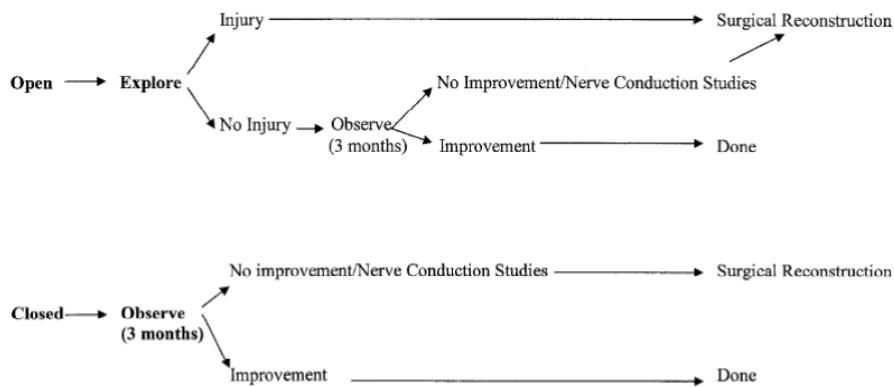 Injury
Surgical Reconstruction
Open
Explore
No Improvement/Nerve Conduction Studies
No Injury
Observe
(3 months)
Improvement
Done
No improvement/Nerve Conduction Studies
Surgical Reconstruction
Closed
Observe
(3 months)
Improvement
Done